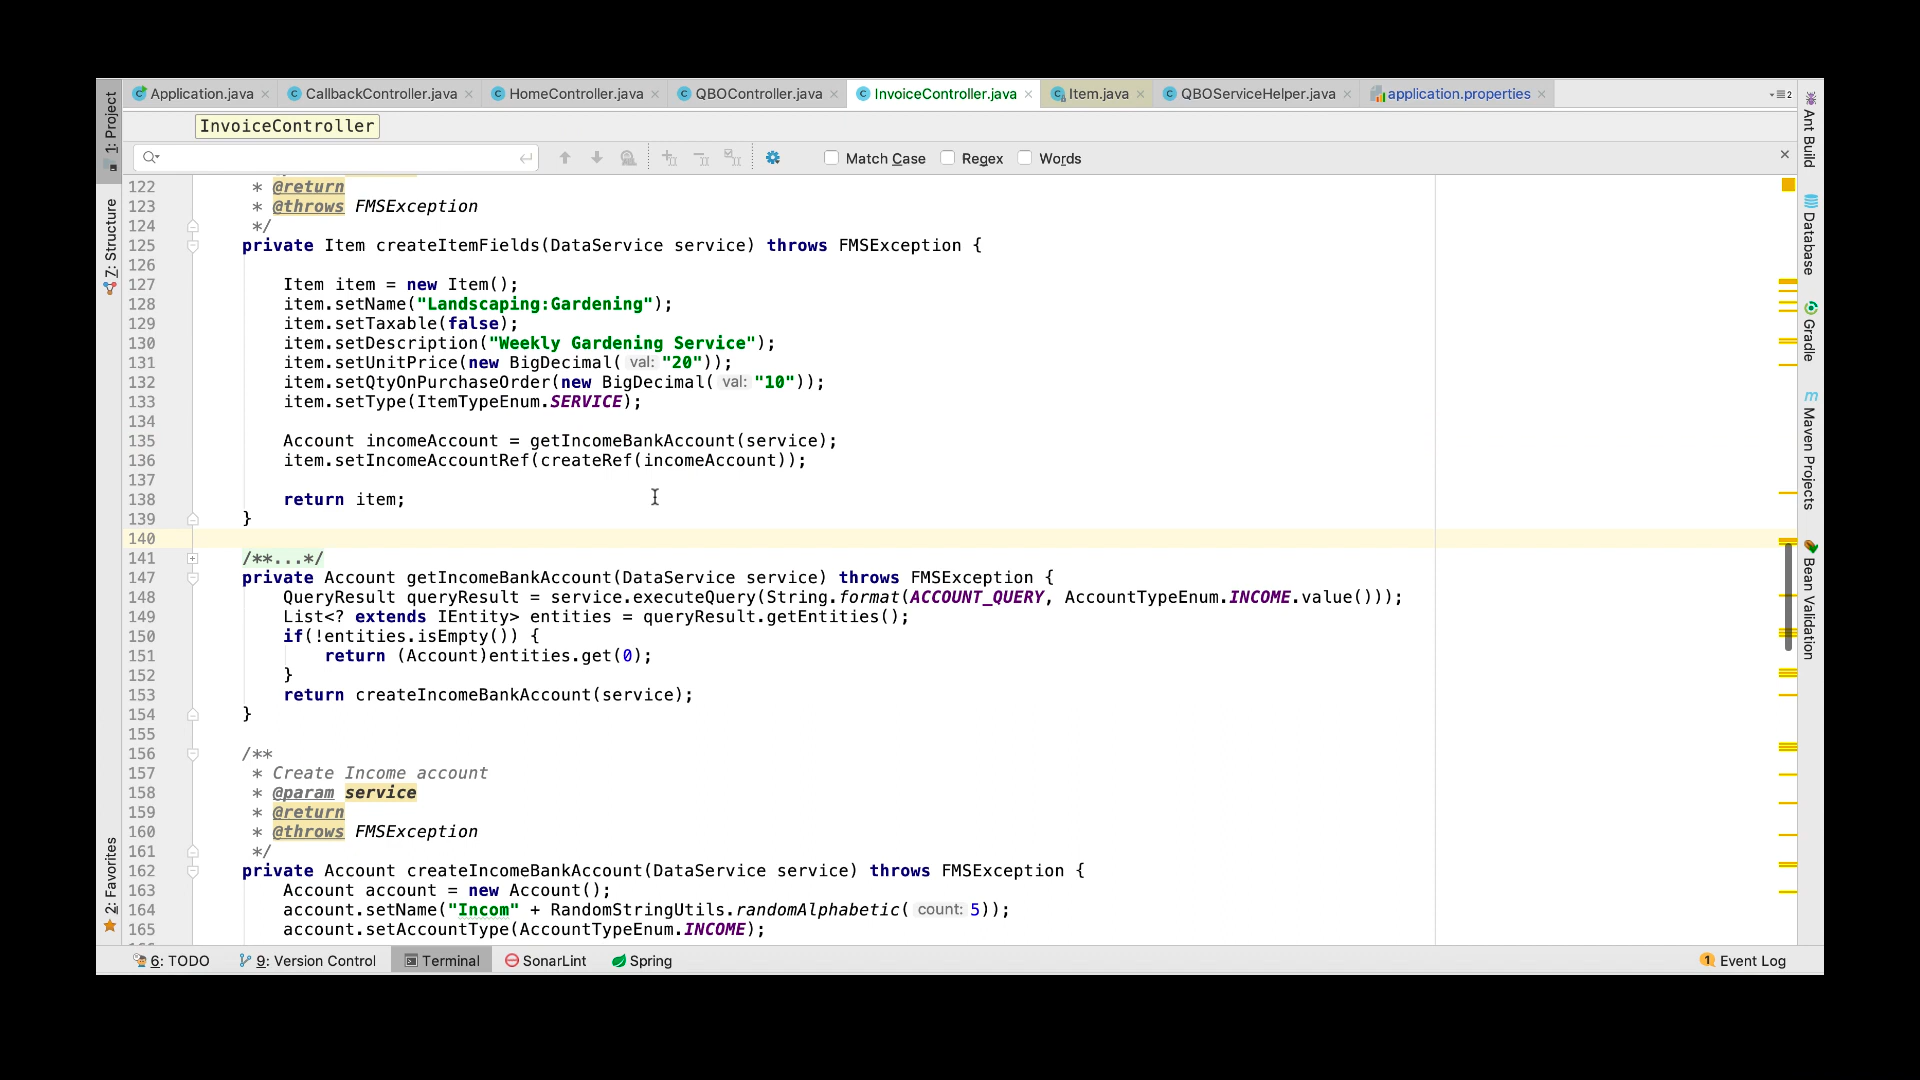 1: Project
7: Structure
2: Favorites
Application.java
CallbackController.java
HomeController.java
QBOController.java
InvoiceController.java
Item.java
QBOServiceHelper.java
application.properties
2
InvoiceController
Match Case
Regex
Words
122 * @return
123 * @throws FMSException
124 */
125 private Item createItemFields(DataService service) throws FMSException {
126
127 Item item = new Item();
128 item.setName("Landscaping:Gardening");
129 item.setTaxable(false);
130 item.setDescription("Weekly Gardening Service");
131 item.setUnitPrice(new BigDecimal( val: "20"));
132 item.setQtyOnPurchaseOrder(new BigDecimal( val: "10"));
133 item.setType(ItemTypeEnum.SERVICE);
134
135 Account incomeAccount = getIncomeBankAccount(service);
136 item.setIncomeAccountRef(createRef(incomeAccount));
137
138 return item;
139 }
140
141 /**...*/
147 private Account getIncomeBankAccount(DataService service) throws FMSException {
148 QueryResult queryResult = service.executeQuery(String.format(ACCOUNT_QUERY, AccountTypeEnum.INCOME.value()));
149 List<? extends IEntity> entities = queryResult.getEntities();
150 if(!entities.isEmpty()) {
151 return (Account)entities.get(0);
152 }
153 return createIncomeBankAccount(service);
154 }
155
156 /**
157 * Create Income account
158 * @param service
159 * @return
160 * @throws FMSException
161 */
162 private Account createIncomeBankAccount(DataService service) throws FMSException {
163 Account account = new Account();
164 account.setName("Incom" + RandomStringUtils.randomAlphabetic( count: 5));
165 account.setAccountType(AccountTypeEnum.INCOME);
Ant Build
Database
Gradle
m
Maven Projects
Bean Validation
6: TODO
9: Version Control
Terminal
SonarLint
Spring
1 Event Log